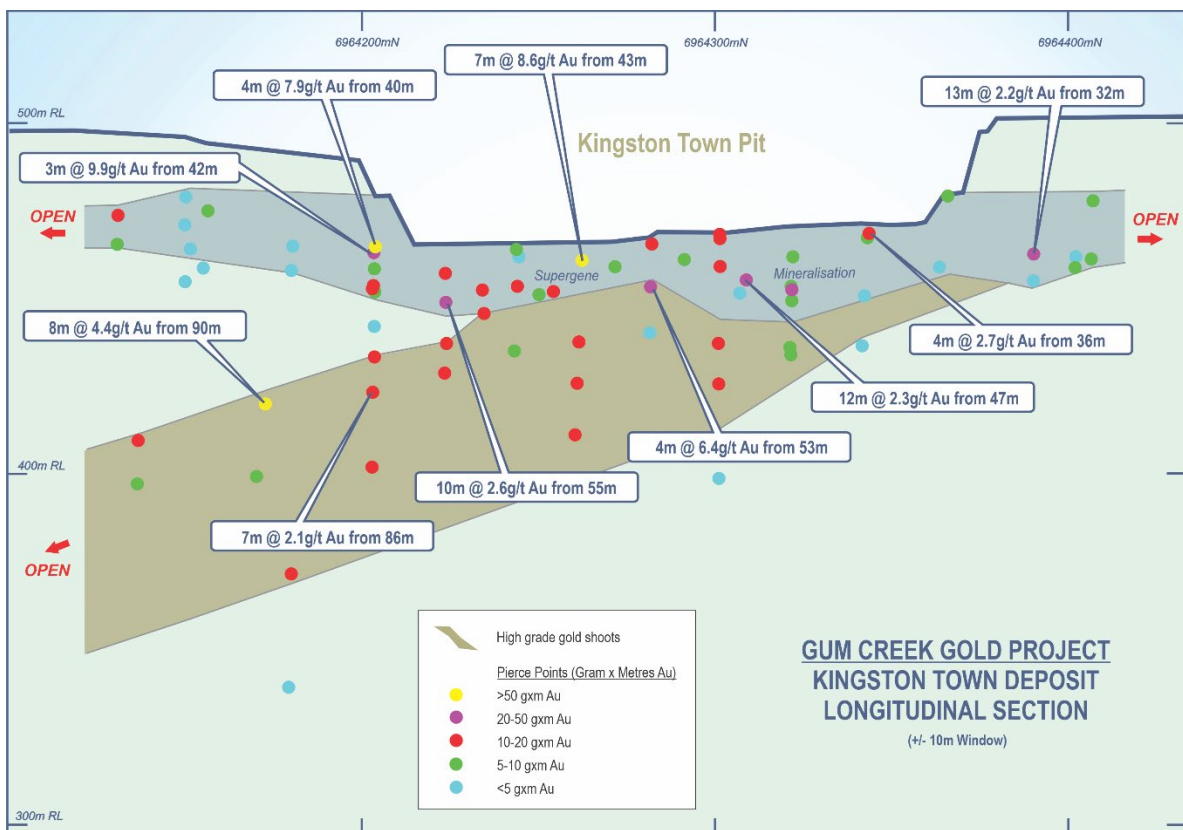 6964200mN
6964300mN
6964400mN
7m @ 8.6g/t Au from 43m
4m @ 7.9g/t Au from 40m
13m @ 2.2g/t Au from 32m
500m RL
Kingston Town Pit
3m @ 9.9g/t Au from 42m
OPEN
OPEN
Supergene
Mineralisation
8m @ 4.4g/t Au from 90m
4m @ 2.7g/t Au from 36m
12m @ 2.3g/t Au from 47m
4m @ 6.4g/t Au from 53m
400m RL
10m @ 2.6g/t Au from 55m
7m @ 2.1g/t Au from 86m
OPEN
High grade gold shoots
Pierce Points (Gram x Metres Au)
>50 gxm Au
20-50 gxm Au
10-20 gxm Au
5-10 gxm Au
<5 gxm Au
GUM CREEK GOLD PROJECT
KINGSTON TOWN DEPOSIT
LONGITUDINAL SECTION
(+/- 10m Window)
300m RL